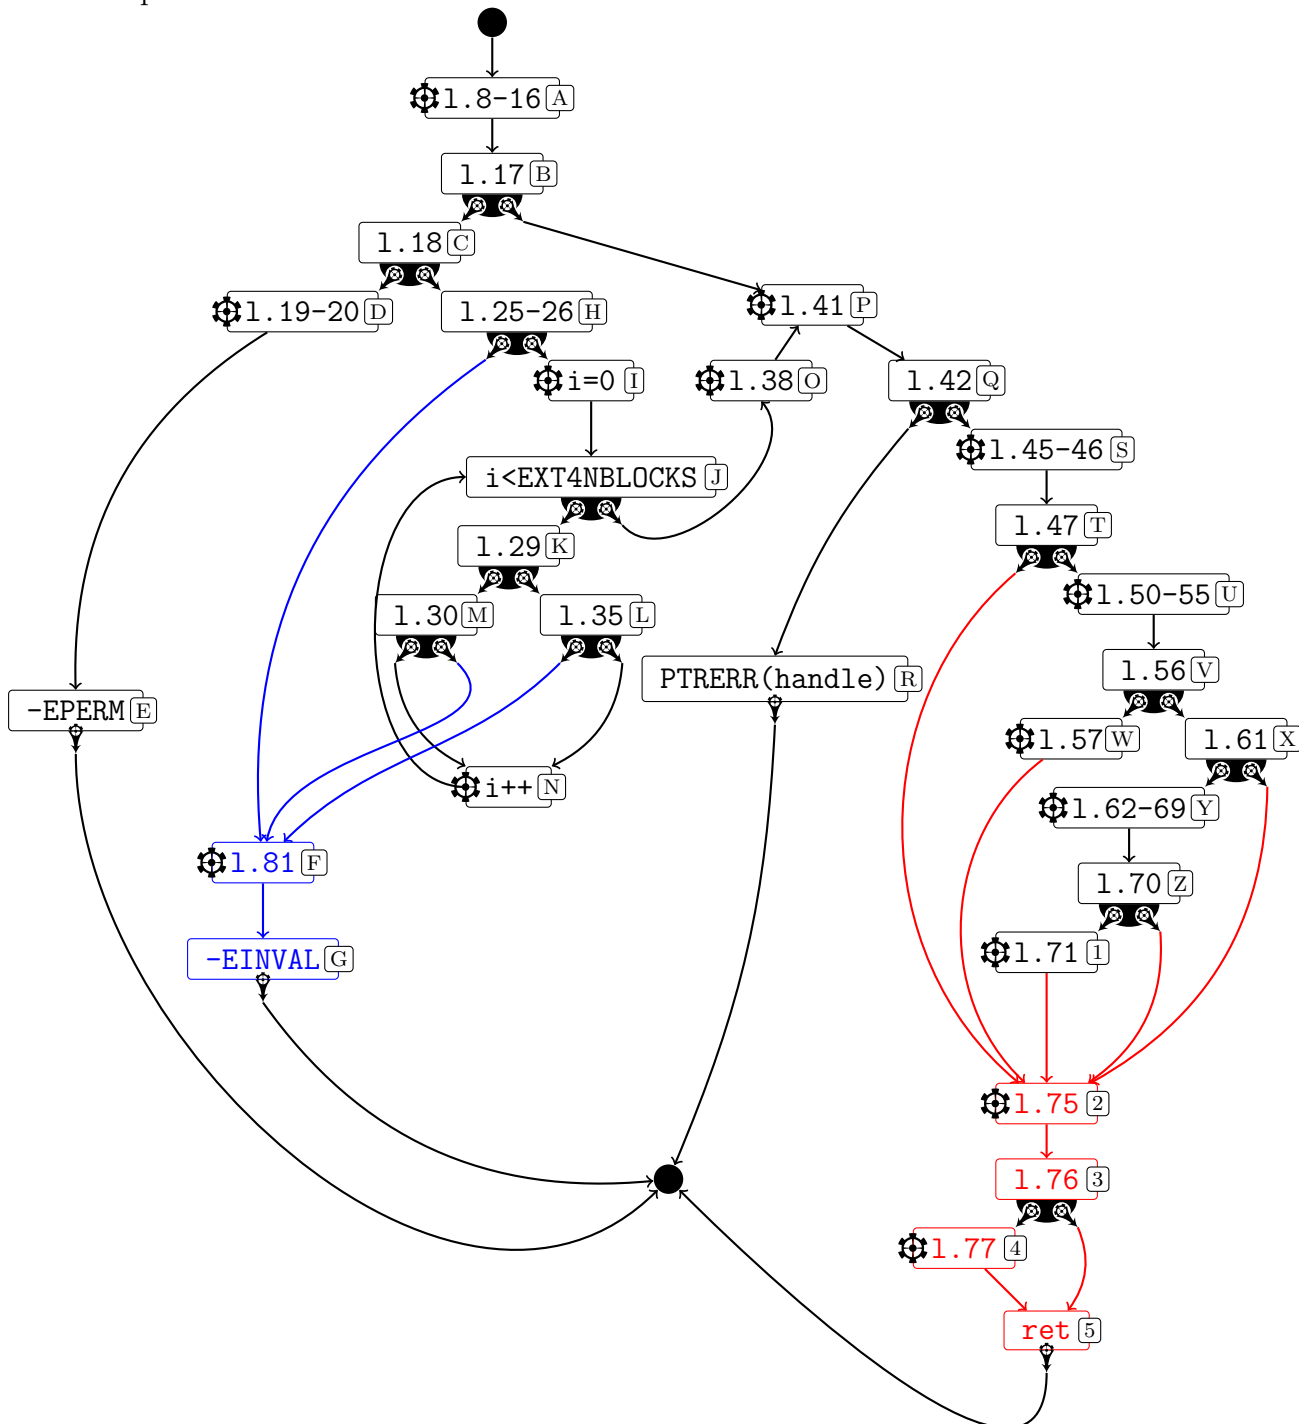 l.8-16 A
l.17 B
l.18 C
l.19-20 D
l.25-26 H
l.41 P
i=0 I
l.38 O
l.42 Q
l.45-46 S
i<EXT4NBLOCKS J
l.47 T
l.29 K
l.30 M
l.35 L
l.50-55 U
l.56 V
PTRERR(handle) R
-EPERM E
l.57 W
l.61 X
i++ N
l.62-69 Y
l.81 F
l.70 Z
-EINVAL G
l.71 1
l.75 2
l.76 3
l.77 4
ret 5